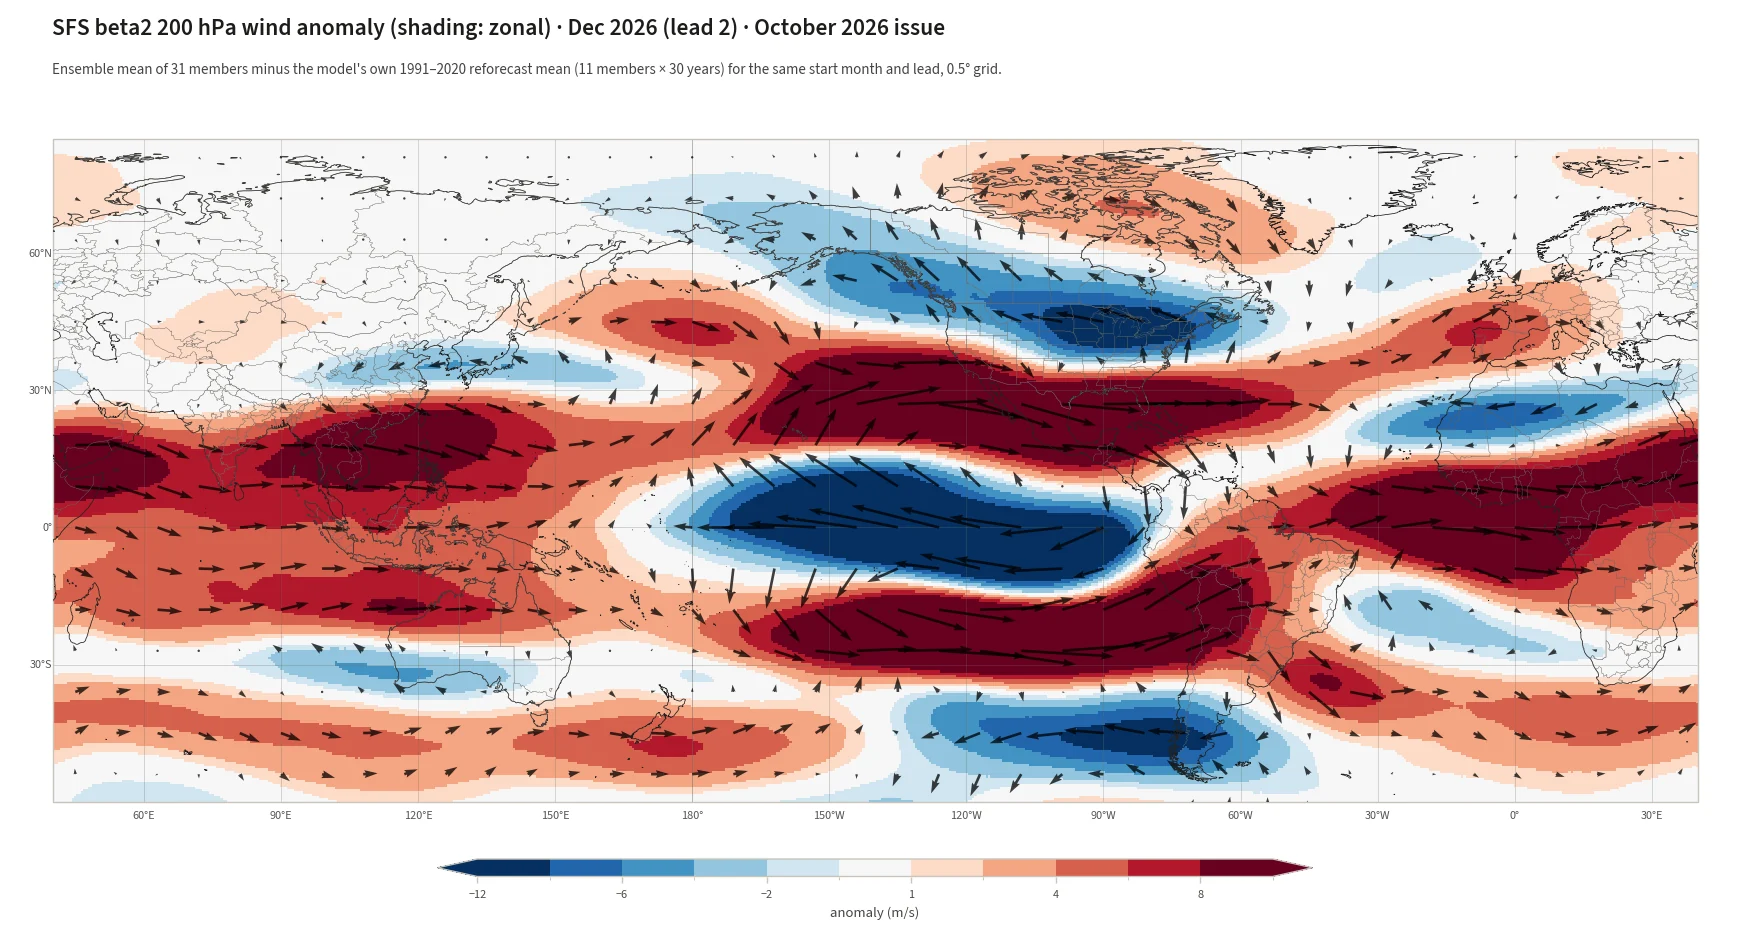 SFS beta2 200 hPa wind anomaly (shading: zonal) · Dec 2026 (lead 2) · October 2026 issue
Ensemble mean of 31 members minus the model's own 1991–2020 reforecast mean (11 members × 30 years) for the same start month and lead, 0.5° grid.
60°N
30°N
0°
30°S
60°E 90°E 120°E 150°E 180° 150°W 120°W 90°W 60°W 30°W 0° 30°E
−12 −6 −2 1 4 8
anomaly (m/s)